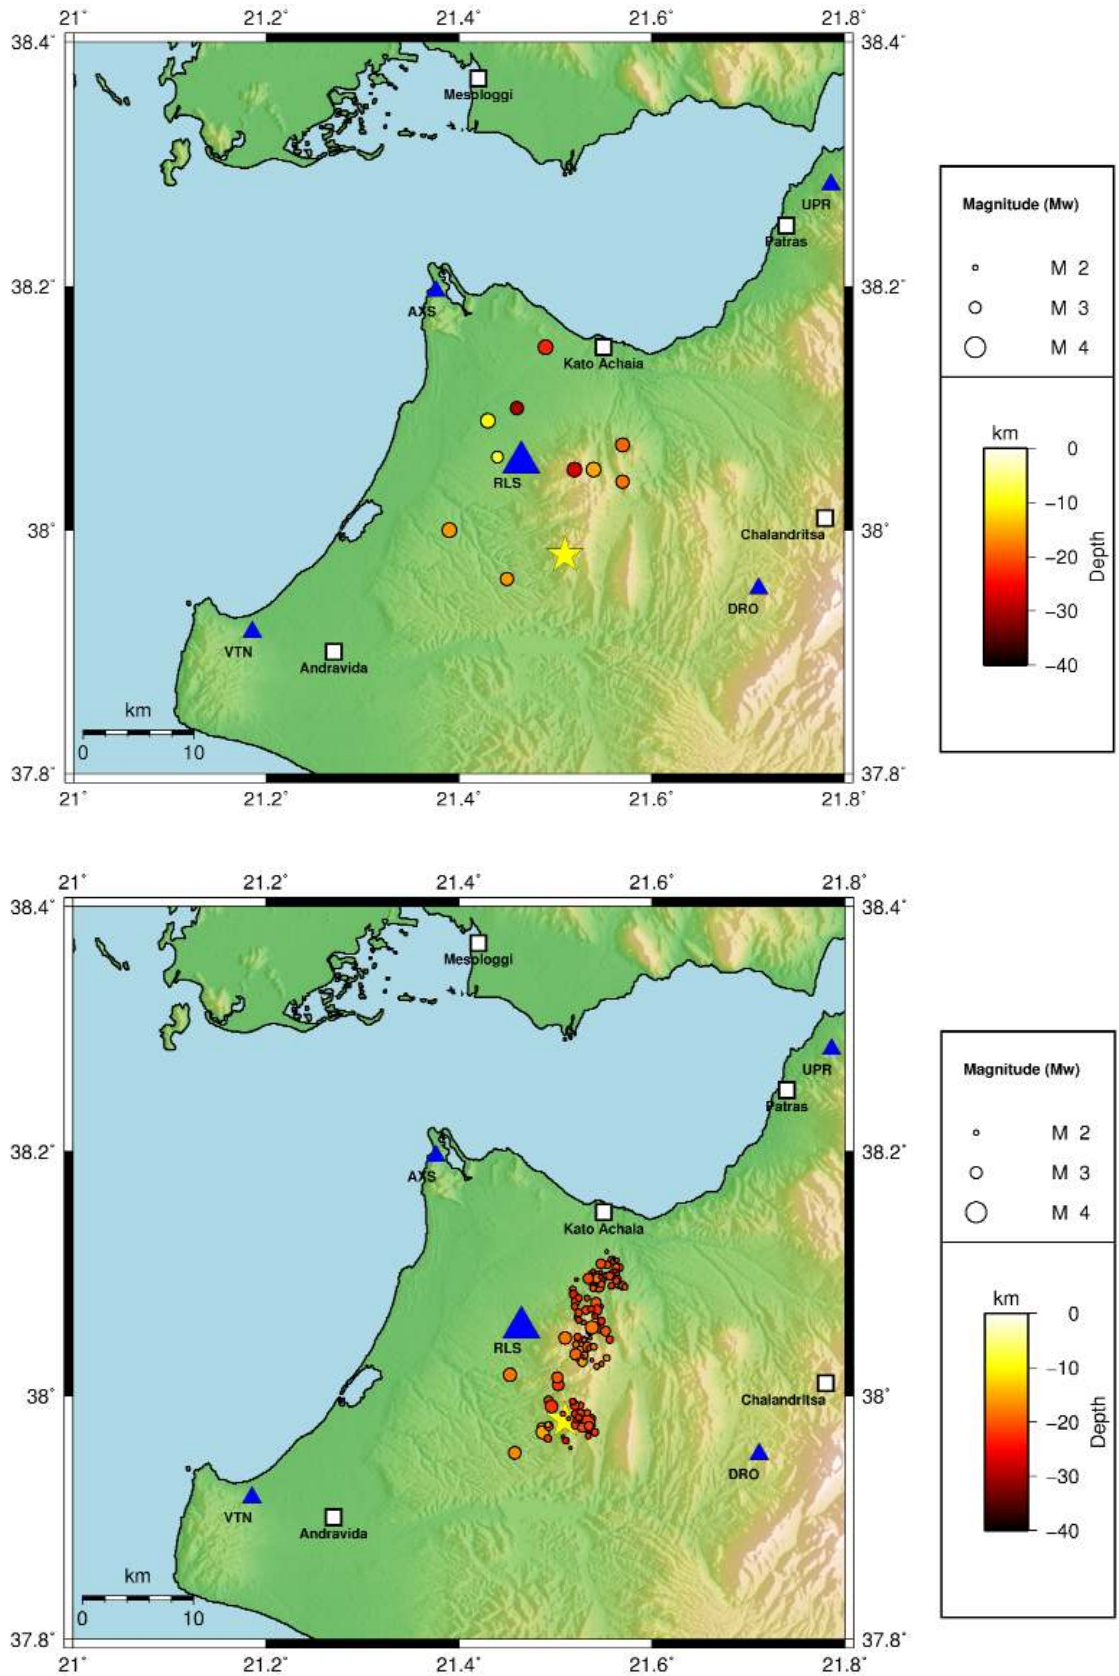 21° 21.2° 21.4° 21.6° 21.8°
38.4° 38.4°
Mesologgi
UPR
Patras
Magnitude (Mw)
M 2
M 3
M 4
38.2° 38.2°
AXS
Kato Achaia
RLS
km
0
-10
-20
-30
-40
Depth
38° 38°
Chalandritsa
DRO
VTN
Andravida
km
0 10
37.8° 37.8°
21° 21.2° 21.4° 21.6° 21.8°
21° 21.2° 21.4° 21.6° 21.8°
38.4° 38.4°
Mesologgi
UPR
Patras
Magnitude (Mw)
M 2
M 3
M 4
38.2° 38.2°
AXS
Kato Achaia
RLS
km
0
-10
-20
-30
-40
Depth
38° 38°
Chalandritsa
DRO
VTN
Andravida
km
0 10
37.8° 37.8°
21° 21.2° 21.4° 21.6° 21.8°